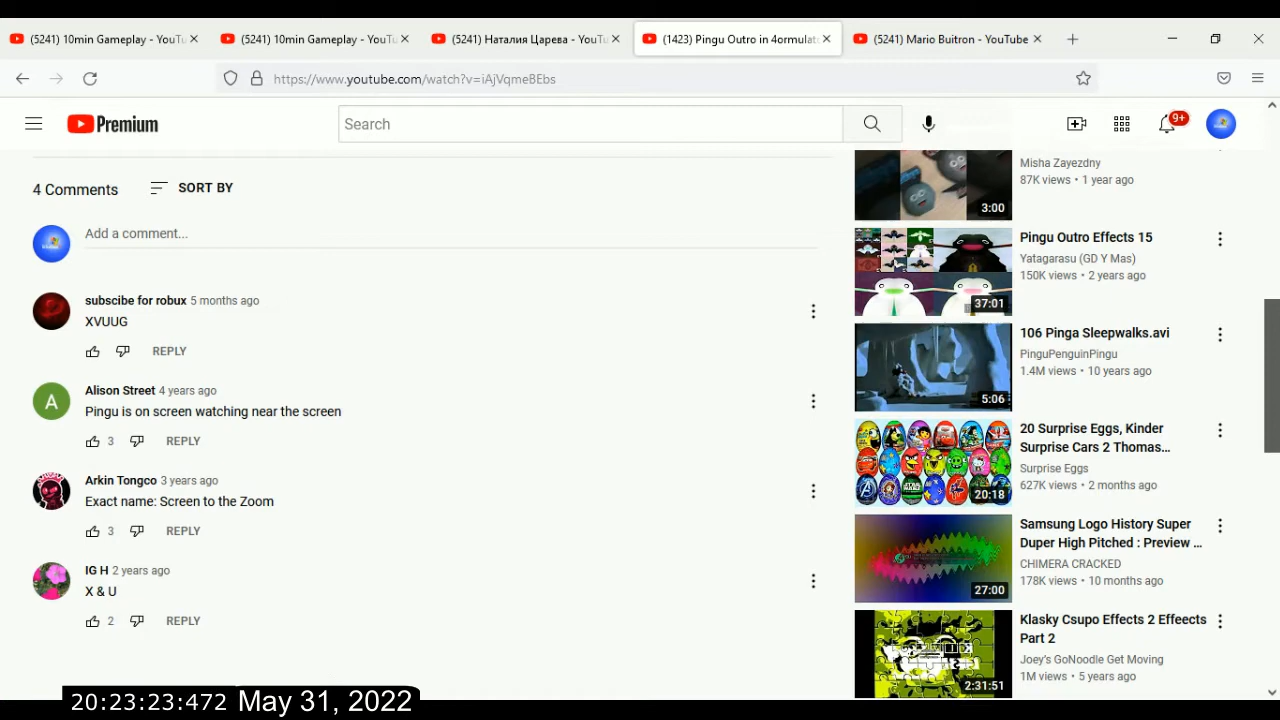 (5241) 10min Gameplay - YouTu
(5241) 10min Gameplay - YouTu
(5241) Наталия Царева - YouTu
(1423) Pingu Outro in 4ormulato
(5241) Mario Buitron - YouTube
https://www.youtube.com/watch?v=iAjVqmeBEbs
Premium
Search
9+
4 Comments
SORT BY
Add a comment...
subscibe for robux 5 months ago
XVUUG
REPLY
A
Alison Street 4 years ago
Pingu is on screen watching near the screen
3
REPLY
Arkin Tongco 3 years ago
Exact name: Screen to the Zoom
3
REPLY
IG H 2 years ago
X & U
2
REPLY
Misha Zayezdny
87K views • 1 year ago
3:00
Pingu Outro Effects 15
Yatagarasu (GD Y Mas)
150K views • 2 years ago
37:01
106 Pinga Sleepwalks.avi
PinguPenguinPingu
1.4M views • 10 years ago
5:06
20 Surprise Eggs, Kinder
Surprise Cars 2 Thomas...
Surprise Eggs
627K views • 2 months ago
20:18
Samsung Logo History Super
Duper High Pitched : Preview ...
CHIMERA CRACKED
178K views • 10 months ago
27:00
Klasky Csupo Effects 2 Effeects
Part 2
Joey's GoNoodle Get Moving
1M views • 5 years ago
2:31:51
20:23:23:472 May 31, 2022